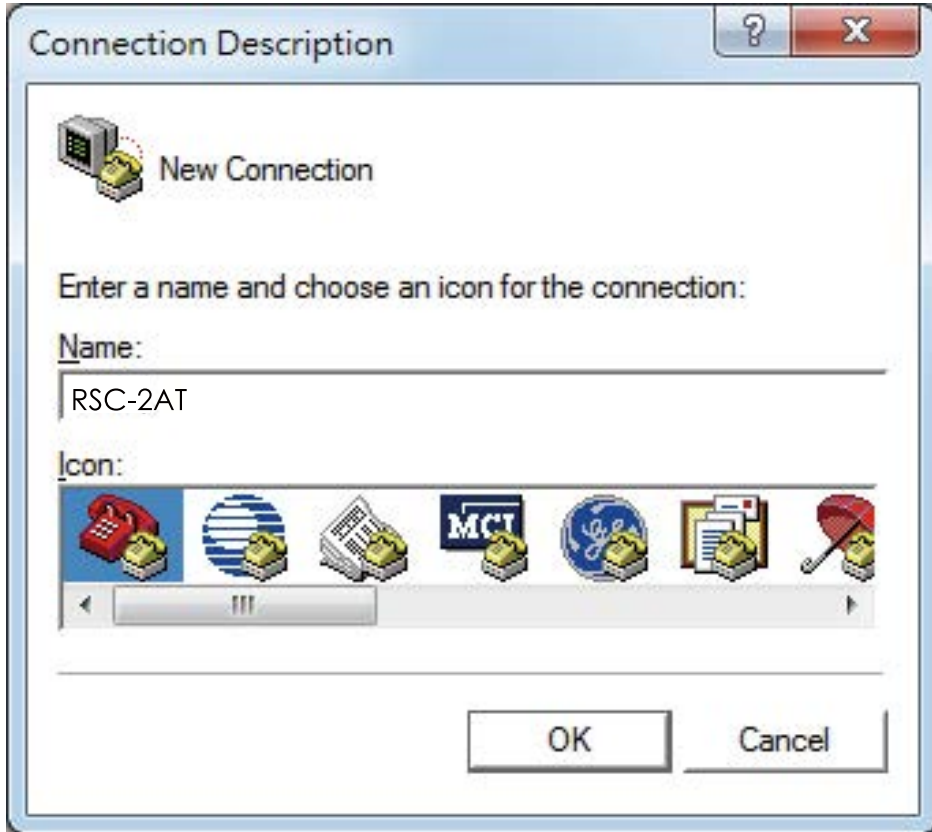 Connection Description
New Connection
Enter a name and choose an icon for the connection:
Name:
RSC-2AT
Icon:
MCI
OK
Cancel